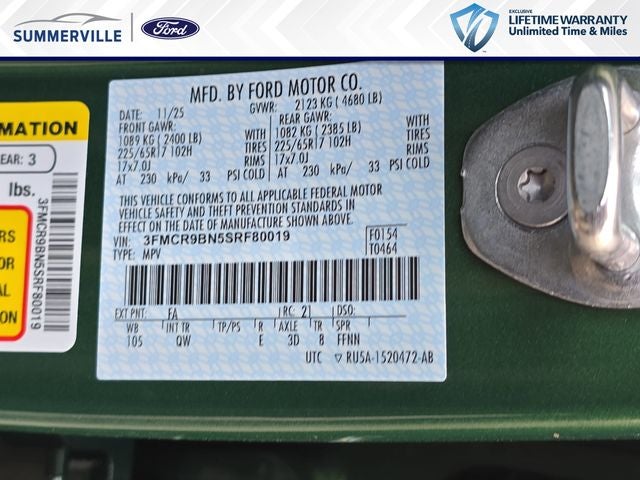 SUMMERVILLE
Ford
EXCLUSIVE
LIFETIME WARRANTY
Unlimited Time & Miles
RMATION
EAR: 3
lbs.
3FMCR9BN5SRF80019
MFD. BY FORD MOTOR CO.
DATE: 11/25 GVWR: 2123 KG ( 4680 LB)
FRONT GAWR: REAR GAWR:
1089 KG ( 2400 LB) WITH 1082 KG ( 2385 LB) WITH
225/65R17 102H TIRES 225/65R17 102H TIRES
17x7.0J RIMS 17x7.0J RIMS
AT 230 kPa/ 33 PSI COLD AT 230 kPa/ 33 PSI COLD
THIS VEHICLE CONFORMS TO ALL APPLICABLE FEDERAL MOTOR
VEHICLE SAFETY AND THEFT PREVENTION STANDARDS IN
EFFECT ON THE DATE OF MANUFACTURE SHOWN ABOVE.
VIN: 3FMCR9BN5SRF80019 F0154
TYPE: MPV T0464
EXT PNT: FA RC: 21 DSO:
WB INT TR TP/PS R AXLE TR SPR
105 QW E 3D 8 FFNN
UTC ▽ RU5A-1520472-AB